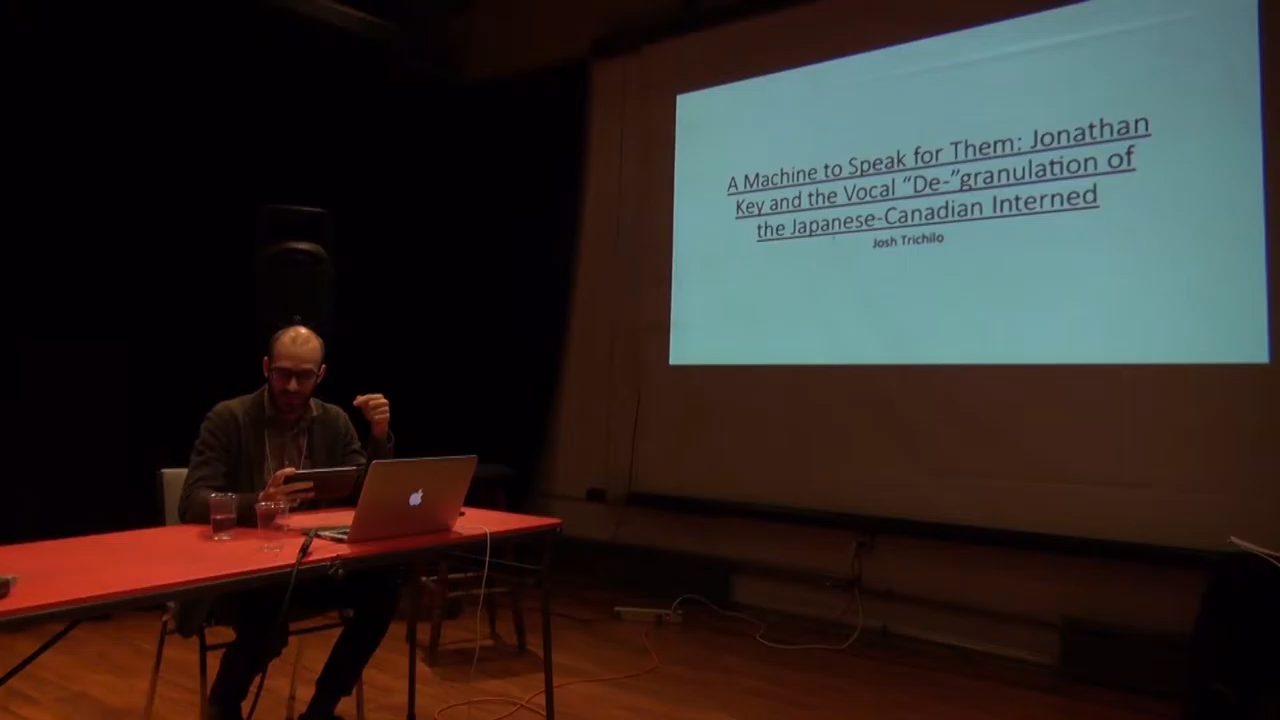 A Machine to Speak for Them: Jonathan
Key and the Vocal “De-”granulation of
the Japanese-Canadian Interned
Josh Trichilo